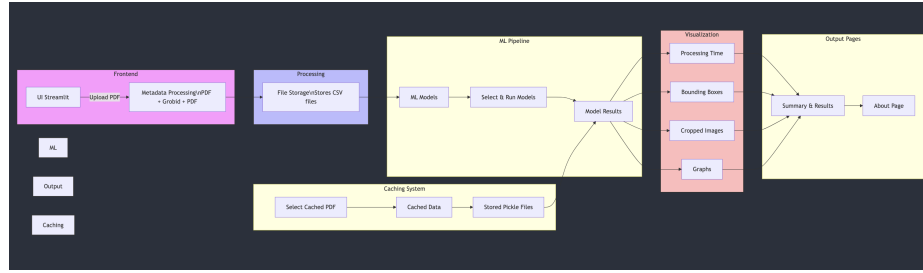 Frontend
UI Streamlit
Upload PDF
Metadata Processing\nPDF
+ Grobid + PDF
Processing
File Storage\nStores CSV
files
ML Pipeline
ML Models
Select & Run Models
Model Results
Visualization
Processing Time
Bounding Boxes
Cropped Images
Graphs
Output Pages
Summary & Results
About Page
ML
Output
Caching
Caching System
Select Cached PDF
Cached Data
Stored Pickle Files